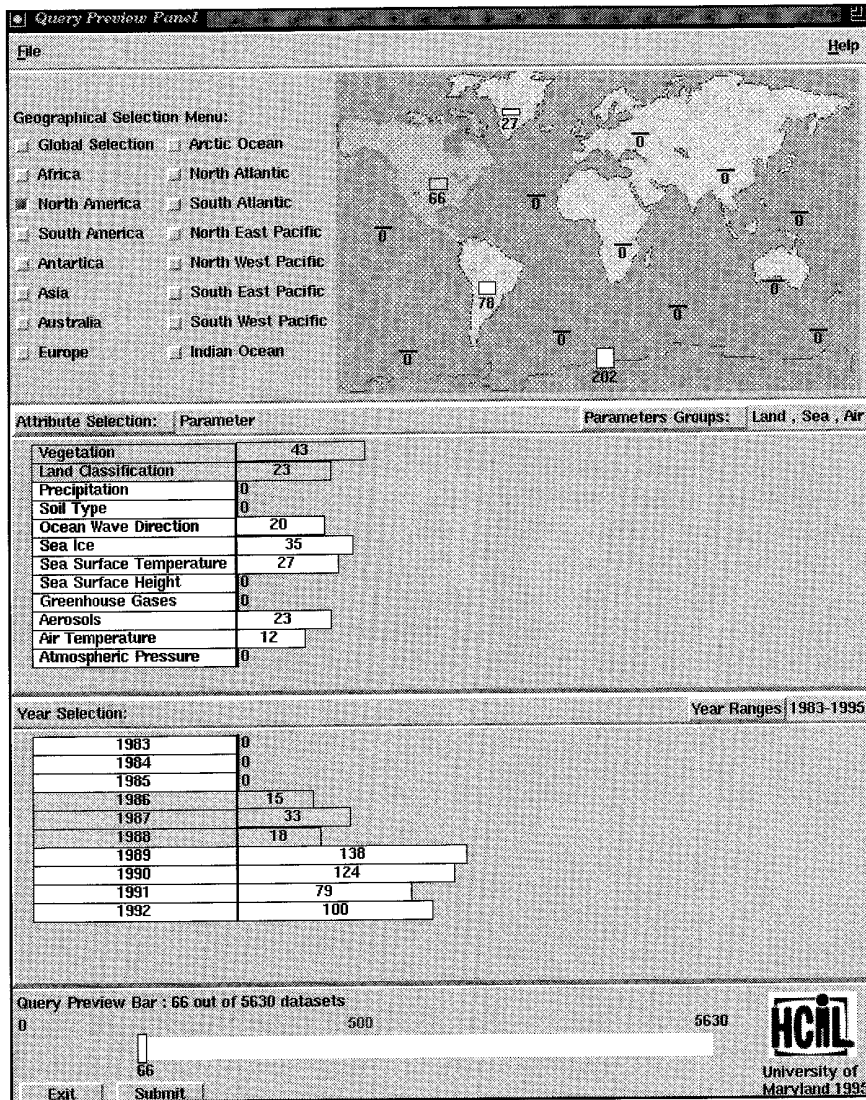 Query Preview Panel
File Help
Geographical Selection Menu:
Global Selection Arctic Ocean
Africa North Atlantic
North America South Atlantic
South America North East Pacific
Antartica North West Pacific
Asia South East Pacific
Australia South West Pacific
Europe Indian Ocean
27
0
66
0
0
0
0
0
78
0
0
0
0
0
202
Attribute Selection: Parameter Parameters Groups: Land , Sea , Air
Vegetation 43
Land Classification 23
Precipitation 0
Soil Type 0
Ocean Wave Direction 20
Sea Ice 35
Sea Surface Temperature 27
Sea Surface Height 0
Greenhouse Gases 0
Aerosols 23
Air Temperature 12
Atmospheric Pressure 0
Year Selection: Year Ranges 1983-1995
1983 0
1984 0
1985 0
1986 15
1987 33
1988 18
1989 138
1990 124
1991 79
1992 100
Query Preview Bar : 66 out of 5630 datasets
0 500 5630
66
HCIL
University of
Maryland 1995
Exit Submit